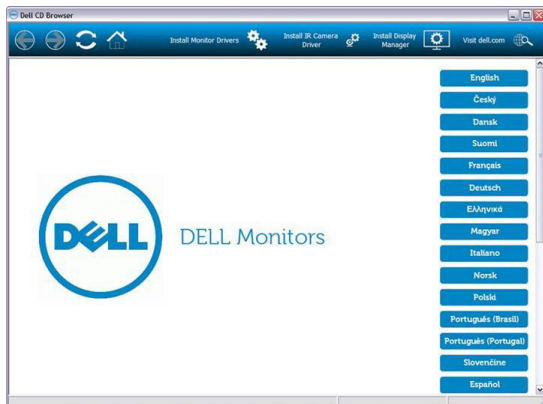 Dell CD Browser
Install Monitor Drivers
Install IR Camera
Driver
Install Display
Manager
Visit dell.com
English
Český
Dansk
Suomi
Français
Deutsch
Ελληνικά
Magyar
Italiano
Norsk
Polski
Português (Brasil)
Português (Portugal)
Slovenčine
Español
DELL
DELL Monitors